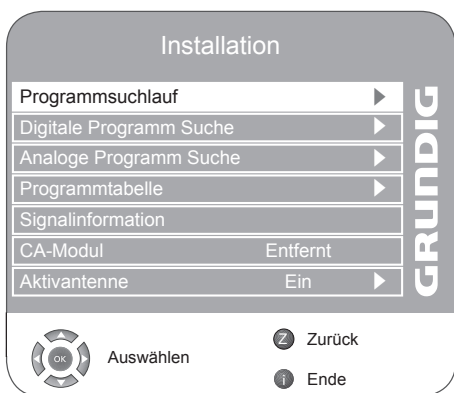 Installation
Programmsuchlauf
Digitale Programm Suche
Analoge Programm Suche
Programmtabelle
Signalinformation
CA-Modul Entfernt
Aktivantenne Ein
GRUNDIG
OK Auswählen
Z Zurück
i Ende